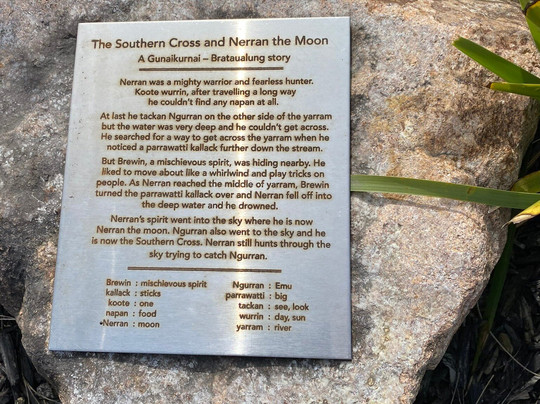 The Southern Cross and Nerran the Moon
A Gunaikurnai – Brataualung story
Nerran was a mighty warrior and fearless hunter.
Koote wurrin, after travelling a long way
he couldn't find any napan at all.
At last he tackan Ngurran on the other side of the yarram
but the water was very deep and he couldn't get across.
He searched for a way to get across the yarram when he
noticed a parrawatti kallack further down the stream.
But Brewin, a mischievous spirit, was hiding nearby. He
liked to move about like a whirlwind and play tricks on
people. As Nerran reached the middle of yarram, Brewin
turned the parrawatti kallack over and Nerran fell off into
the deep water and he drowned.
Nerran's spirit went into the sky where he is now
Nerran the moon. Ngurran also went to the sky and he
is now the Southern Cross. Nerran still hunts through the
sky trying to catch Ngurran.
Brewin : mischievous spirit
kallack : sticks
koote : one
napan : food
•Nerran : moon
Ngurran : Emu
parrawatti : big
tackan : see, look
wurrin : day, sun
yarram : river